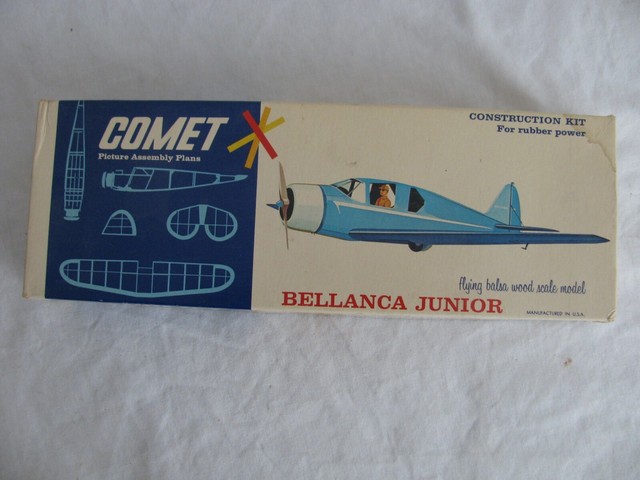 COMET
Picture Assembly Plans
CONSTRUCTION KIT
For rubber power
flying balsa wood scale model
BELLANCA JUNIOR
MANUFACTURED IN U.S.A.